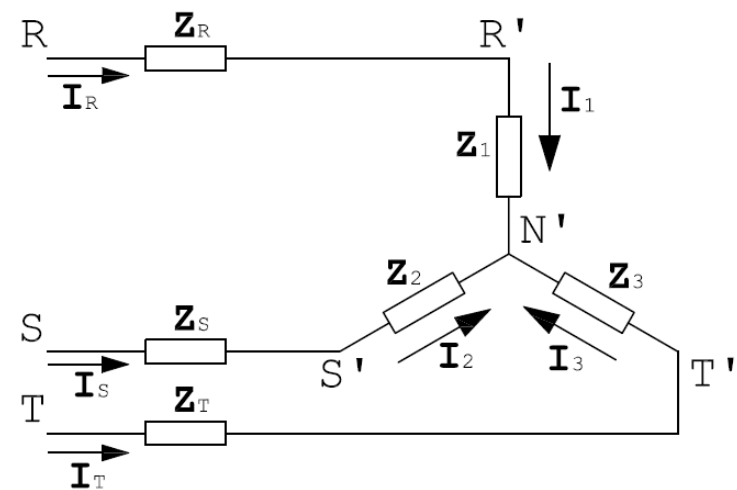 R
Z_R
R'
I_R
I_1
Z_1
N'
Z_2
Z_3
S
Z_S
S'
I_2
I_3
T'
I_S
T
Z_T
I_T